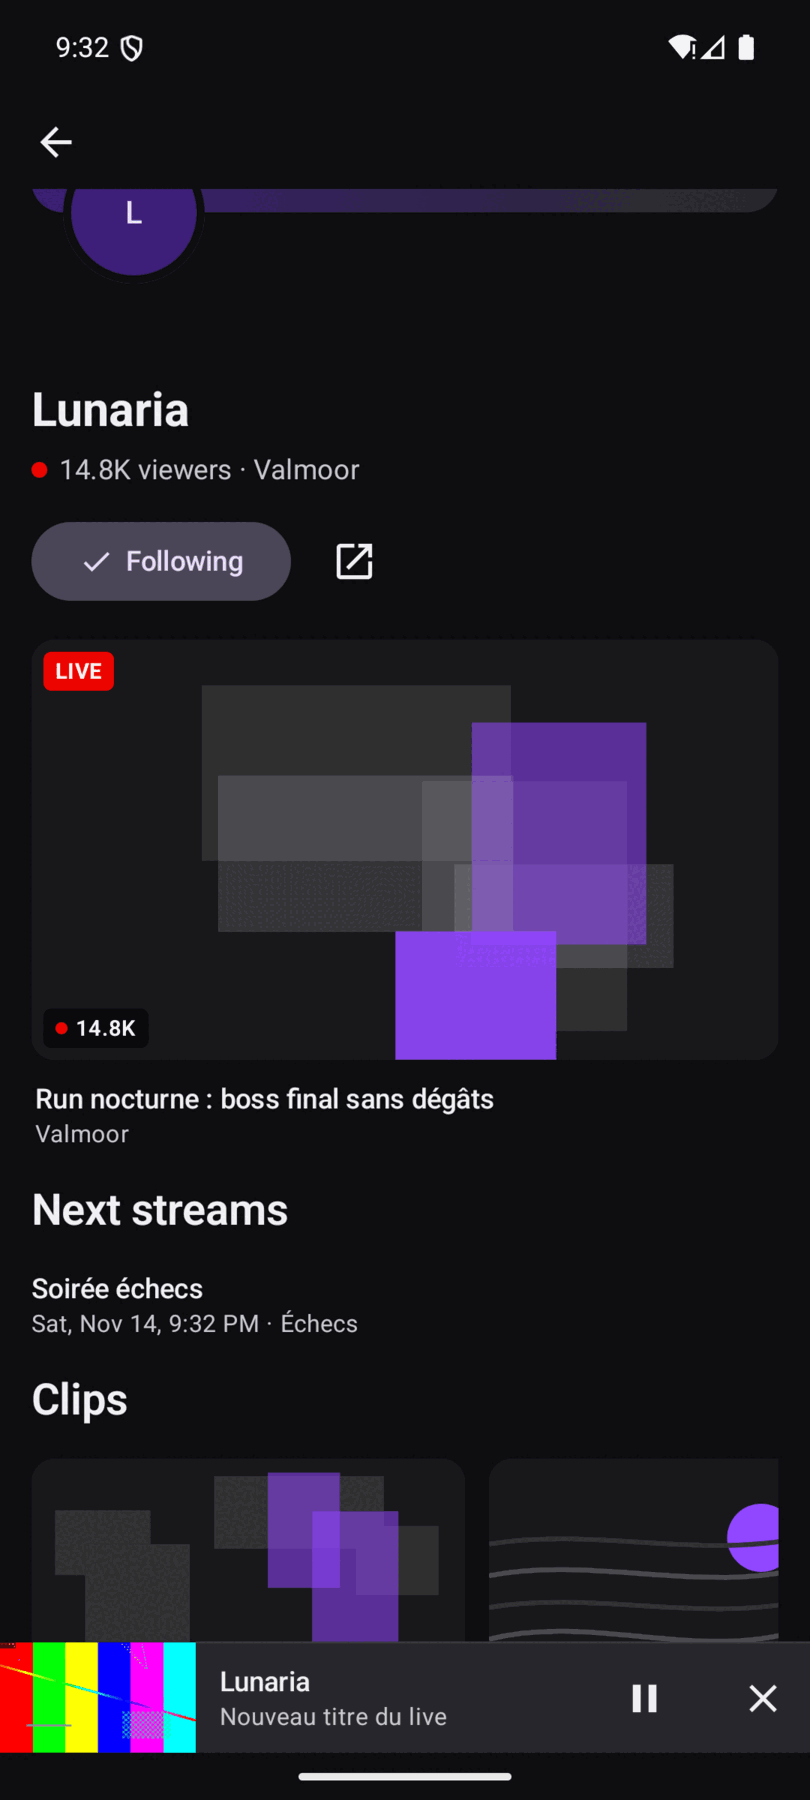 9:32
L
Lunaria
14.8K viewers · Valmoor
Following
LIVE
14.8K
Run nocturne : boss final sans dégâts
Valmoor
Next streams
Soirée échecs
Sat, Nov 14, 9:32 PM · Échecs
Clips
Lunaria
Nouveau titre du live